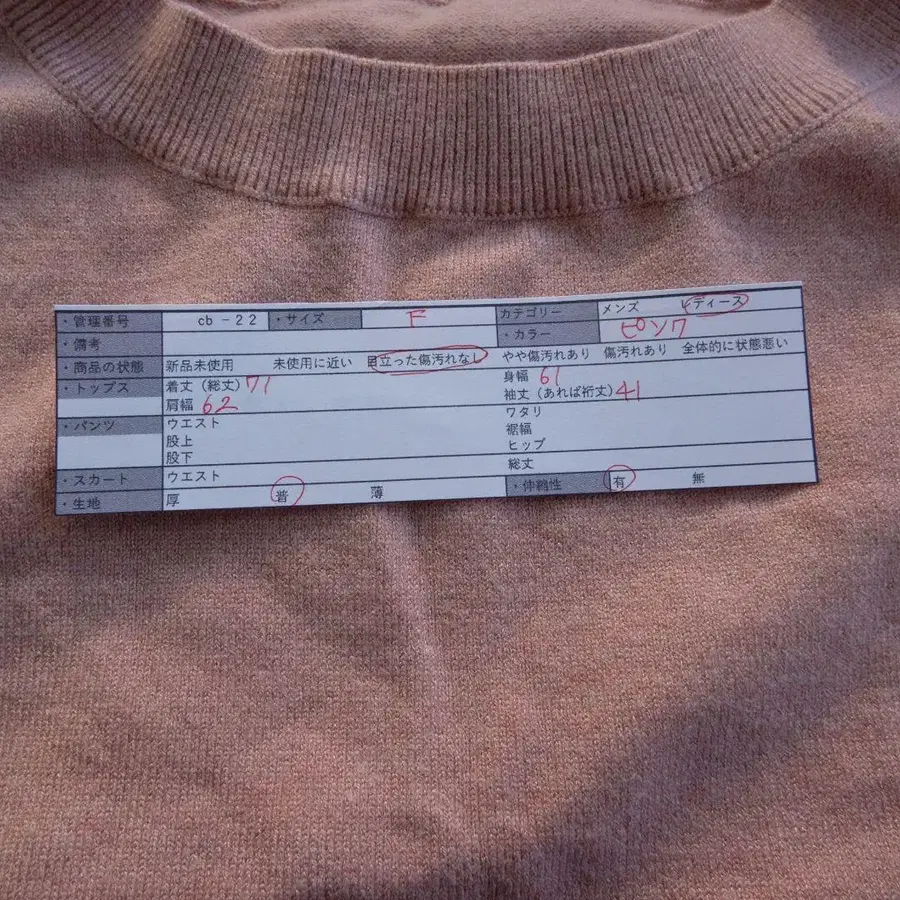 ・管理番号 cb-22 ・サイズ F カテゴリー メンズ レディース
・備考 ・カラー ピンク
・商品の状態 新品未使用 未使用に近い 目立った傷汚れなし やや傷汚れあり 傷汚れあり 全体的に状態悪い
・トップス 着丈（総丈）71 身幅 61
肩幅 62 袖丈（あれば裄丈）41
・パンツ ウエスト ワタリ
股上 裾幅
股下 ヒップ
・スカート ウエスト 総丈
・生地 厚 普 薄 ・伸縮性 有 無